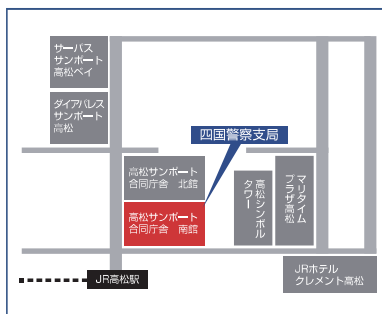 サーパス
サンポート
高松ベイ
ダイアパレス
サンポート
高松
四国警察支局
高松サンポート
合同庁舎 北館
高松サンポート
合同庁舎 南館
高松シンボル
タワー
マリタイム
プラザ高松
JR高松駅
JRホテル
クレメント高松